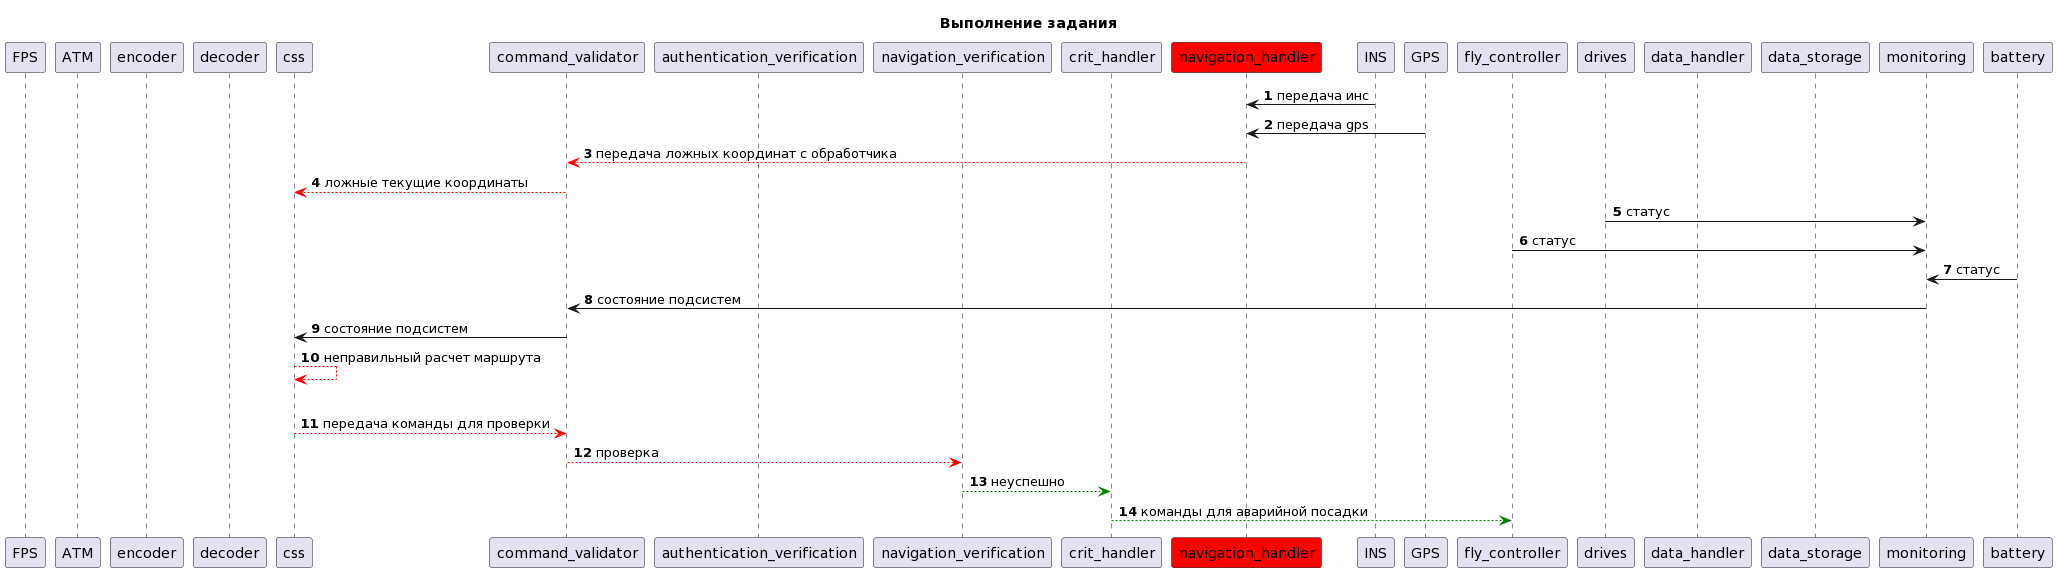 Выполнение задания
FPS ATM encoder decoder css command_validator authentication_verification navigation_verification crit_handler navigation_handler INS GPS fly_controller drives data_handler data_storage monitoring battery
1 передача инс
2 передача gps
3 передача ложных координат с обработчика
4 ложные текущие координаты
5 статус
6 статус
7 статус
8 состояние подсистем
9 состояние подсистем
10 неправильный расчет маршрута
11 передача команды для проверки
12 проверка
13 неуспешно
14 команды для аварийной посадки
FPS ATM encoder decoder css command_validator authentication_verification navigation_verification crit_handler navigation_handler INS GPS fly_controller drives data_handler data_storage monitoring battery